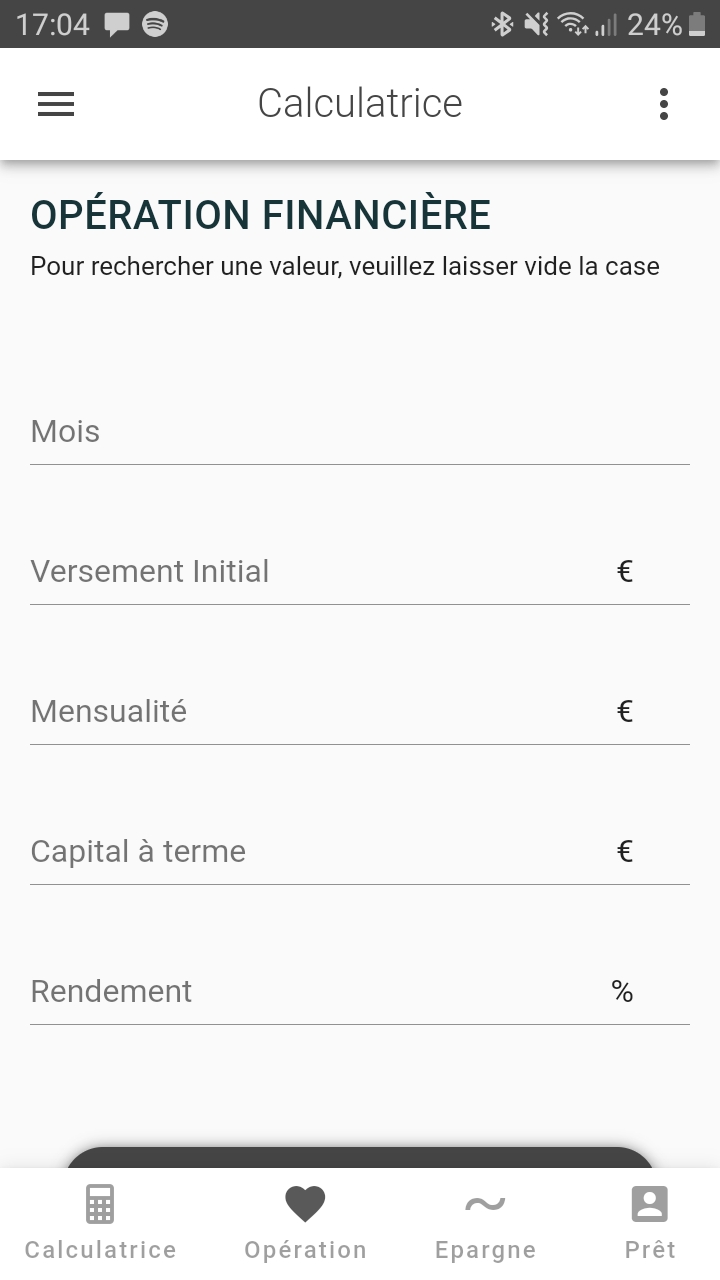 17:04 24%
Calculatrice
OPÉRATION FINANCIÈRE
Pour rechercher une valeur, veuillez laisser vide la case
Mois
Versement Initial €
Mensualité €
Capital à terme €
Rendement %
Calculatrice Opération Epargne Prêt